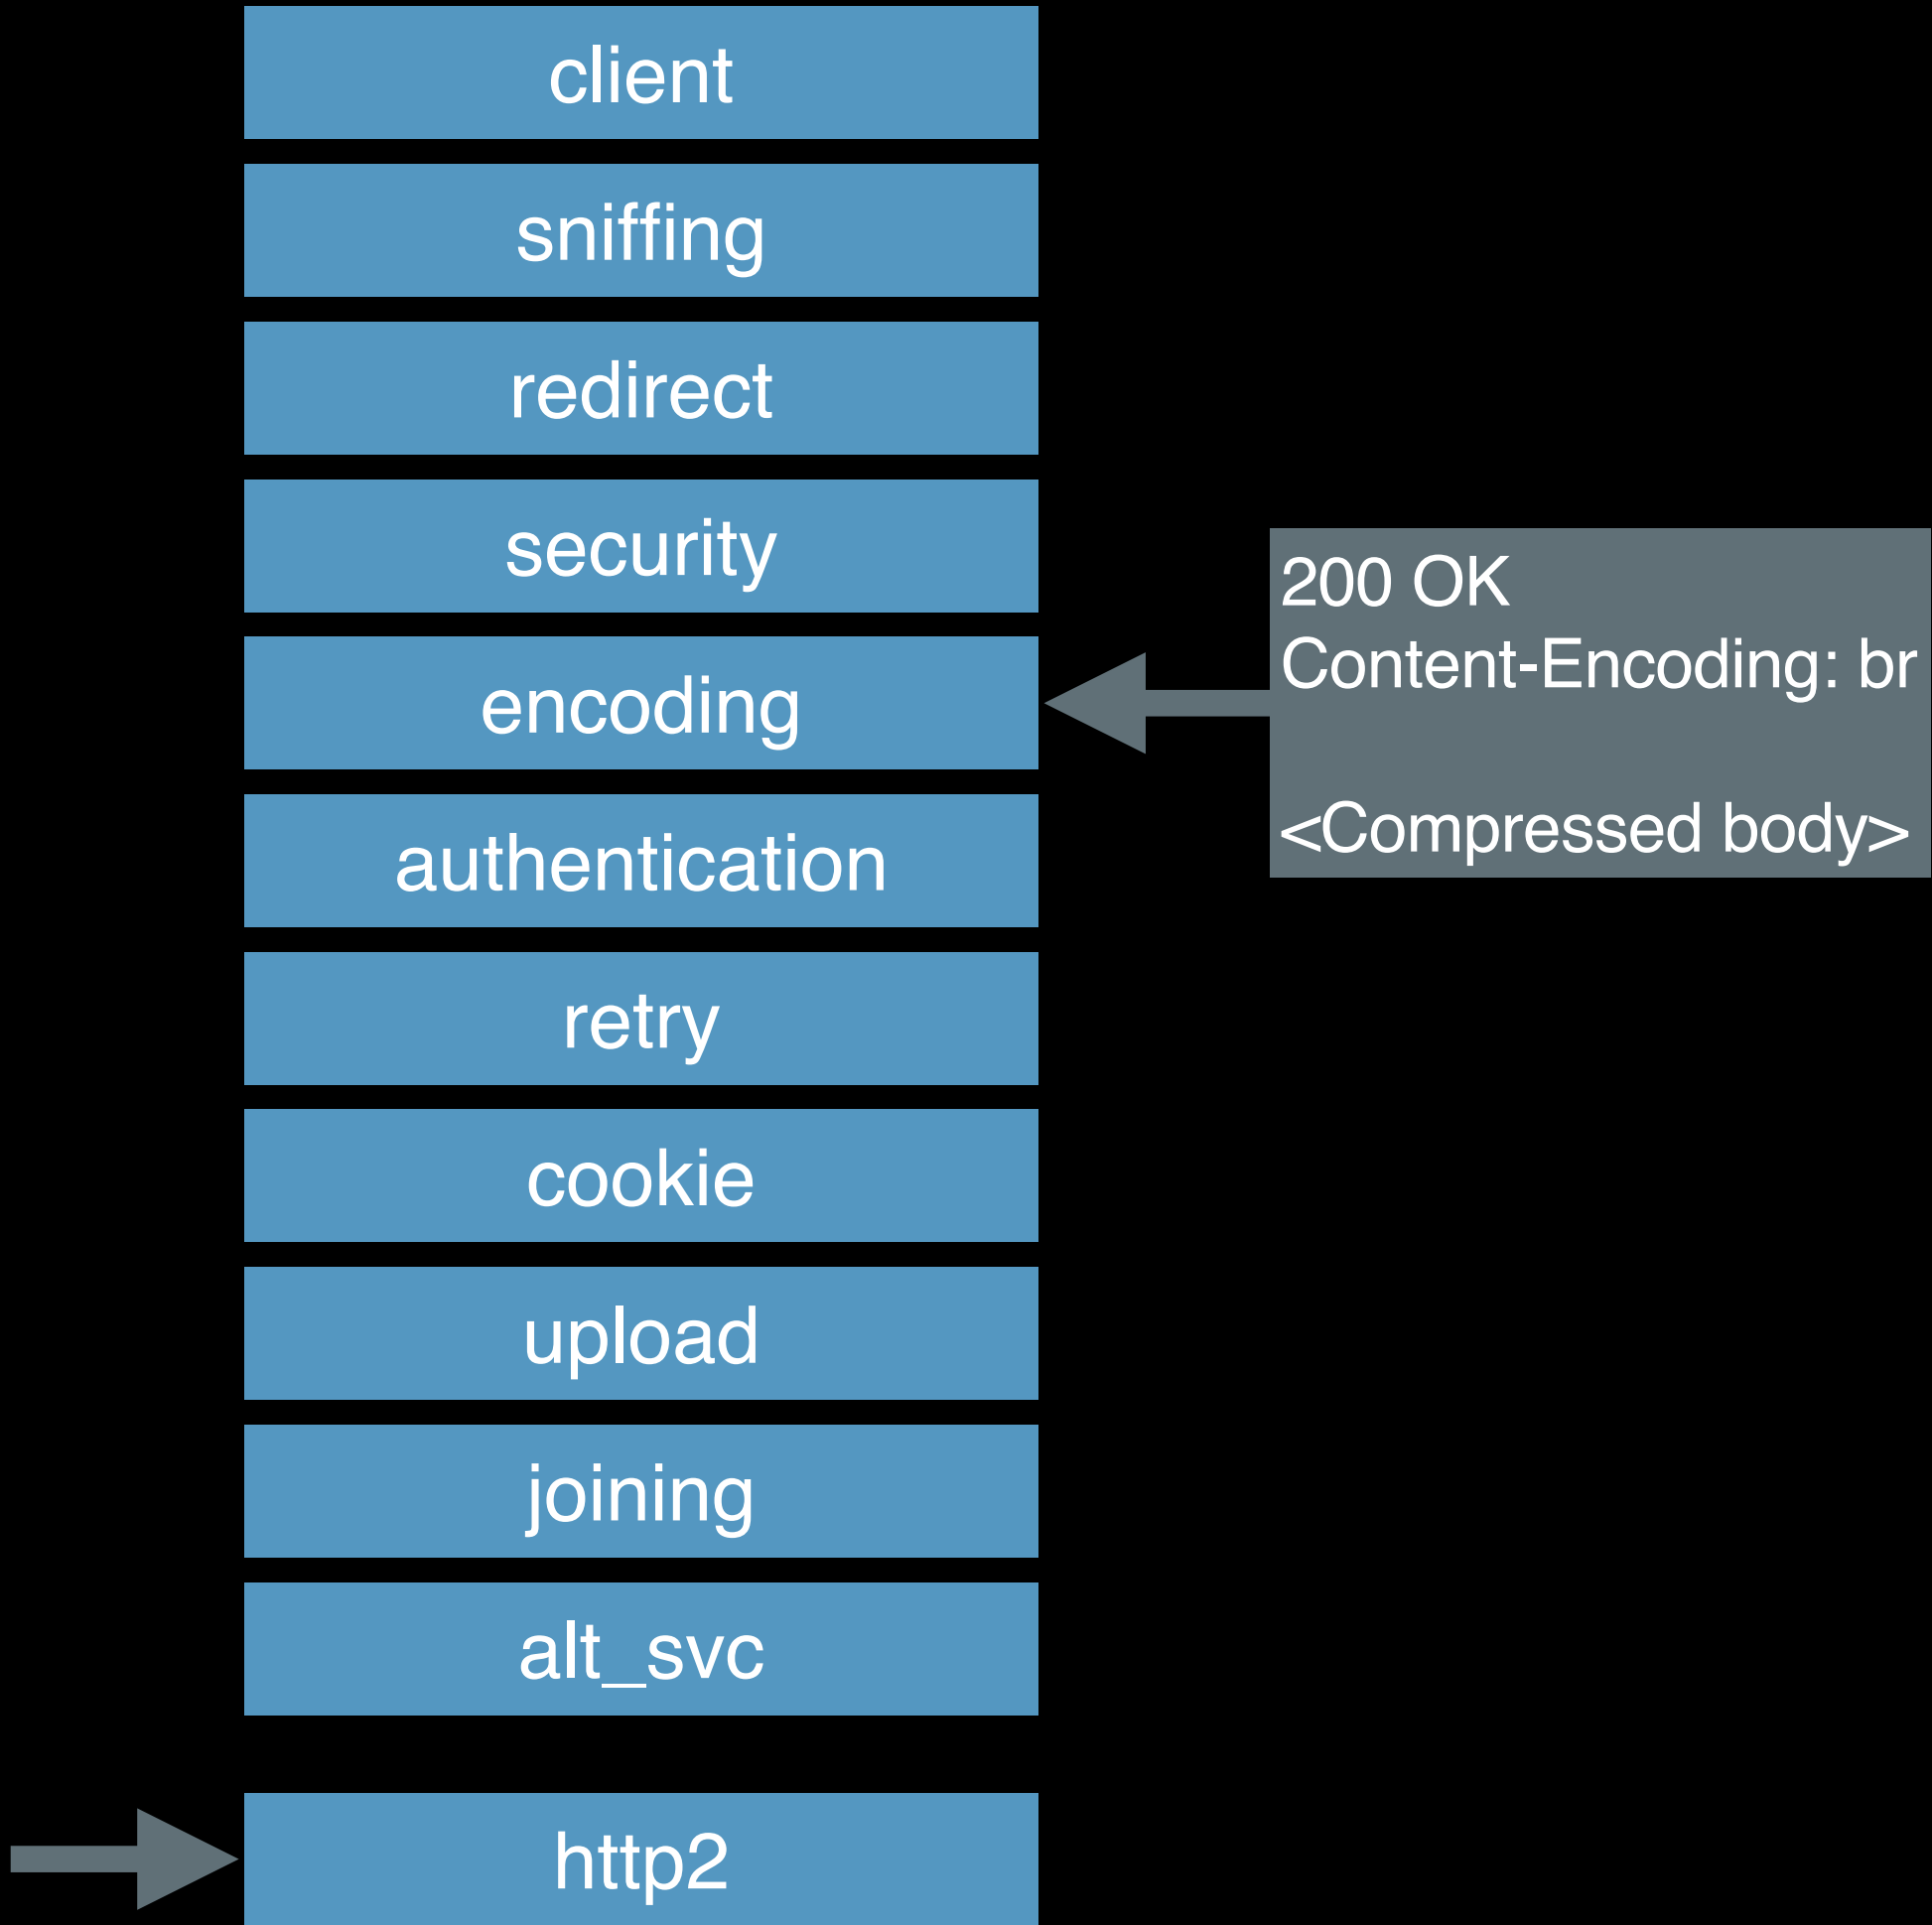 client
sniffing
redirect
security
200 OK
Content-Encoding: br
<Compressed body>
encoding
authentication
retry
cookie
upload
joining
alt_svc
http2